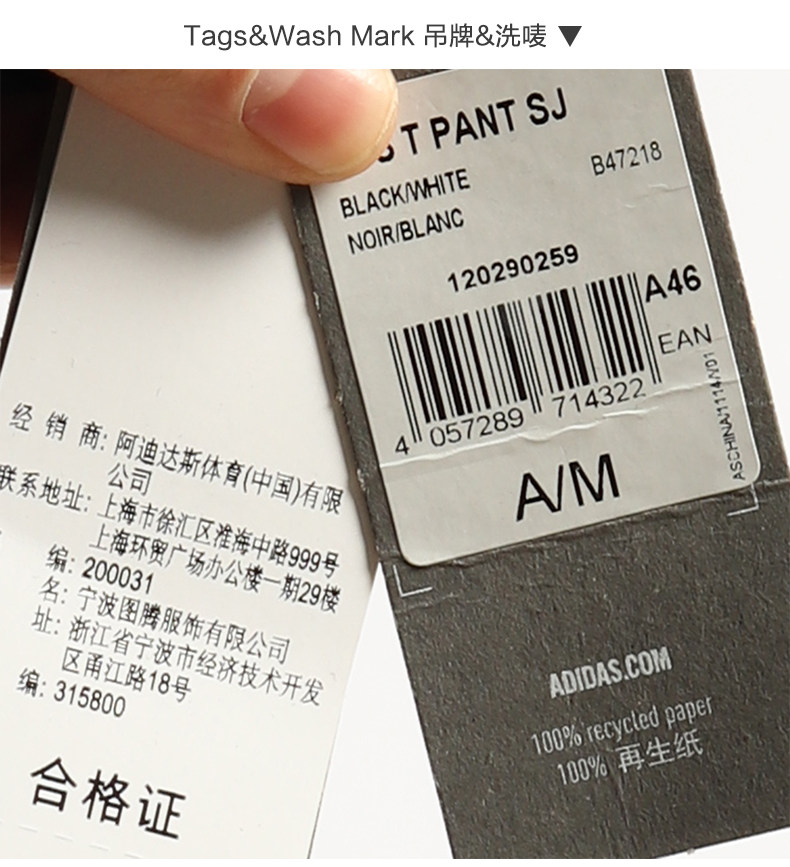 Tags&Wash Mark 吊牌&洗唛 ▼
T PANT SJ
B47218
BLACK/WHITE
NOIR/BLANC
120290259
A46
EAN
4 057289 714322
ASCHINA/1114/V01
A/M
ADIDAS.COM
100% recycled paper
100% 再生纸
经 销 商: 阿迪达斯体育(中国)有限
公司
联系地址: 上海市徐汇区淮海中路999号
上海环贸广场办公楼一期29楼
编: 200031
名: 宁波图腾服饰有限公司
址: 浙江省宁波市经济技术开发
区甬江路18号
编: 315800
合格证